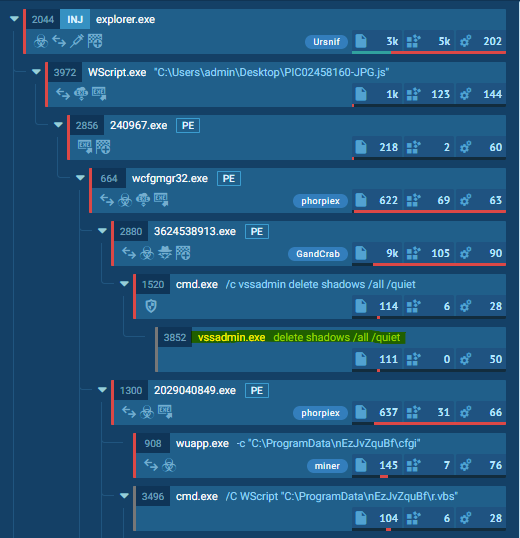 2044 INJ explorer.exe
Ursnif 3k 5k 202
3972 WScript.exe "C:\Users\admin\Desktop\PIC02458160-JPG.js"
1k 123 144
2856 240967.exe PE
218 2 60
664 wcfgmgr32.exe PE
phorpiex 622 69 63
2880 3624538913.exe PE
GandCrab 9k 105 90
1520 cmd.exe /c vssadmin delete shadows /all /quiet
114 6 28
3852 vssadmin.exe delete shadows /all /quiet
111 0 50
1300 2029040849.exe PE
phorpiex 637 31 66
908 wuapp.exe -c "C:\ProgramData\nEzJvZquBf\cfgi"
miner 145 7 76
3496 cmd.exe /C WScript "C:\ProgramData\nEzJvZquBf\r.vbs"
104 6 28